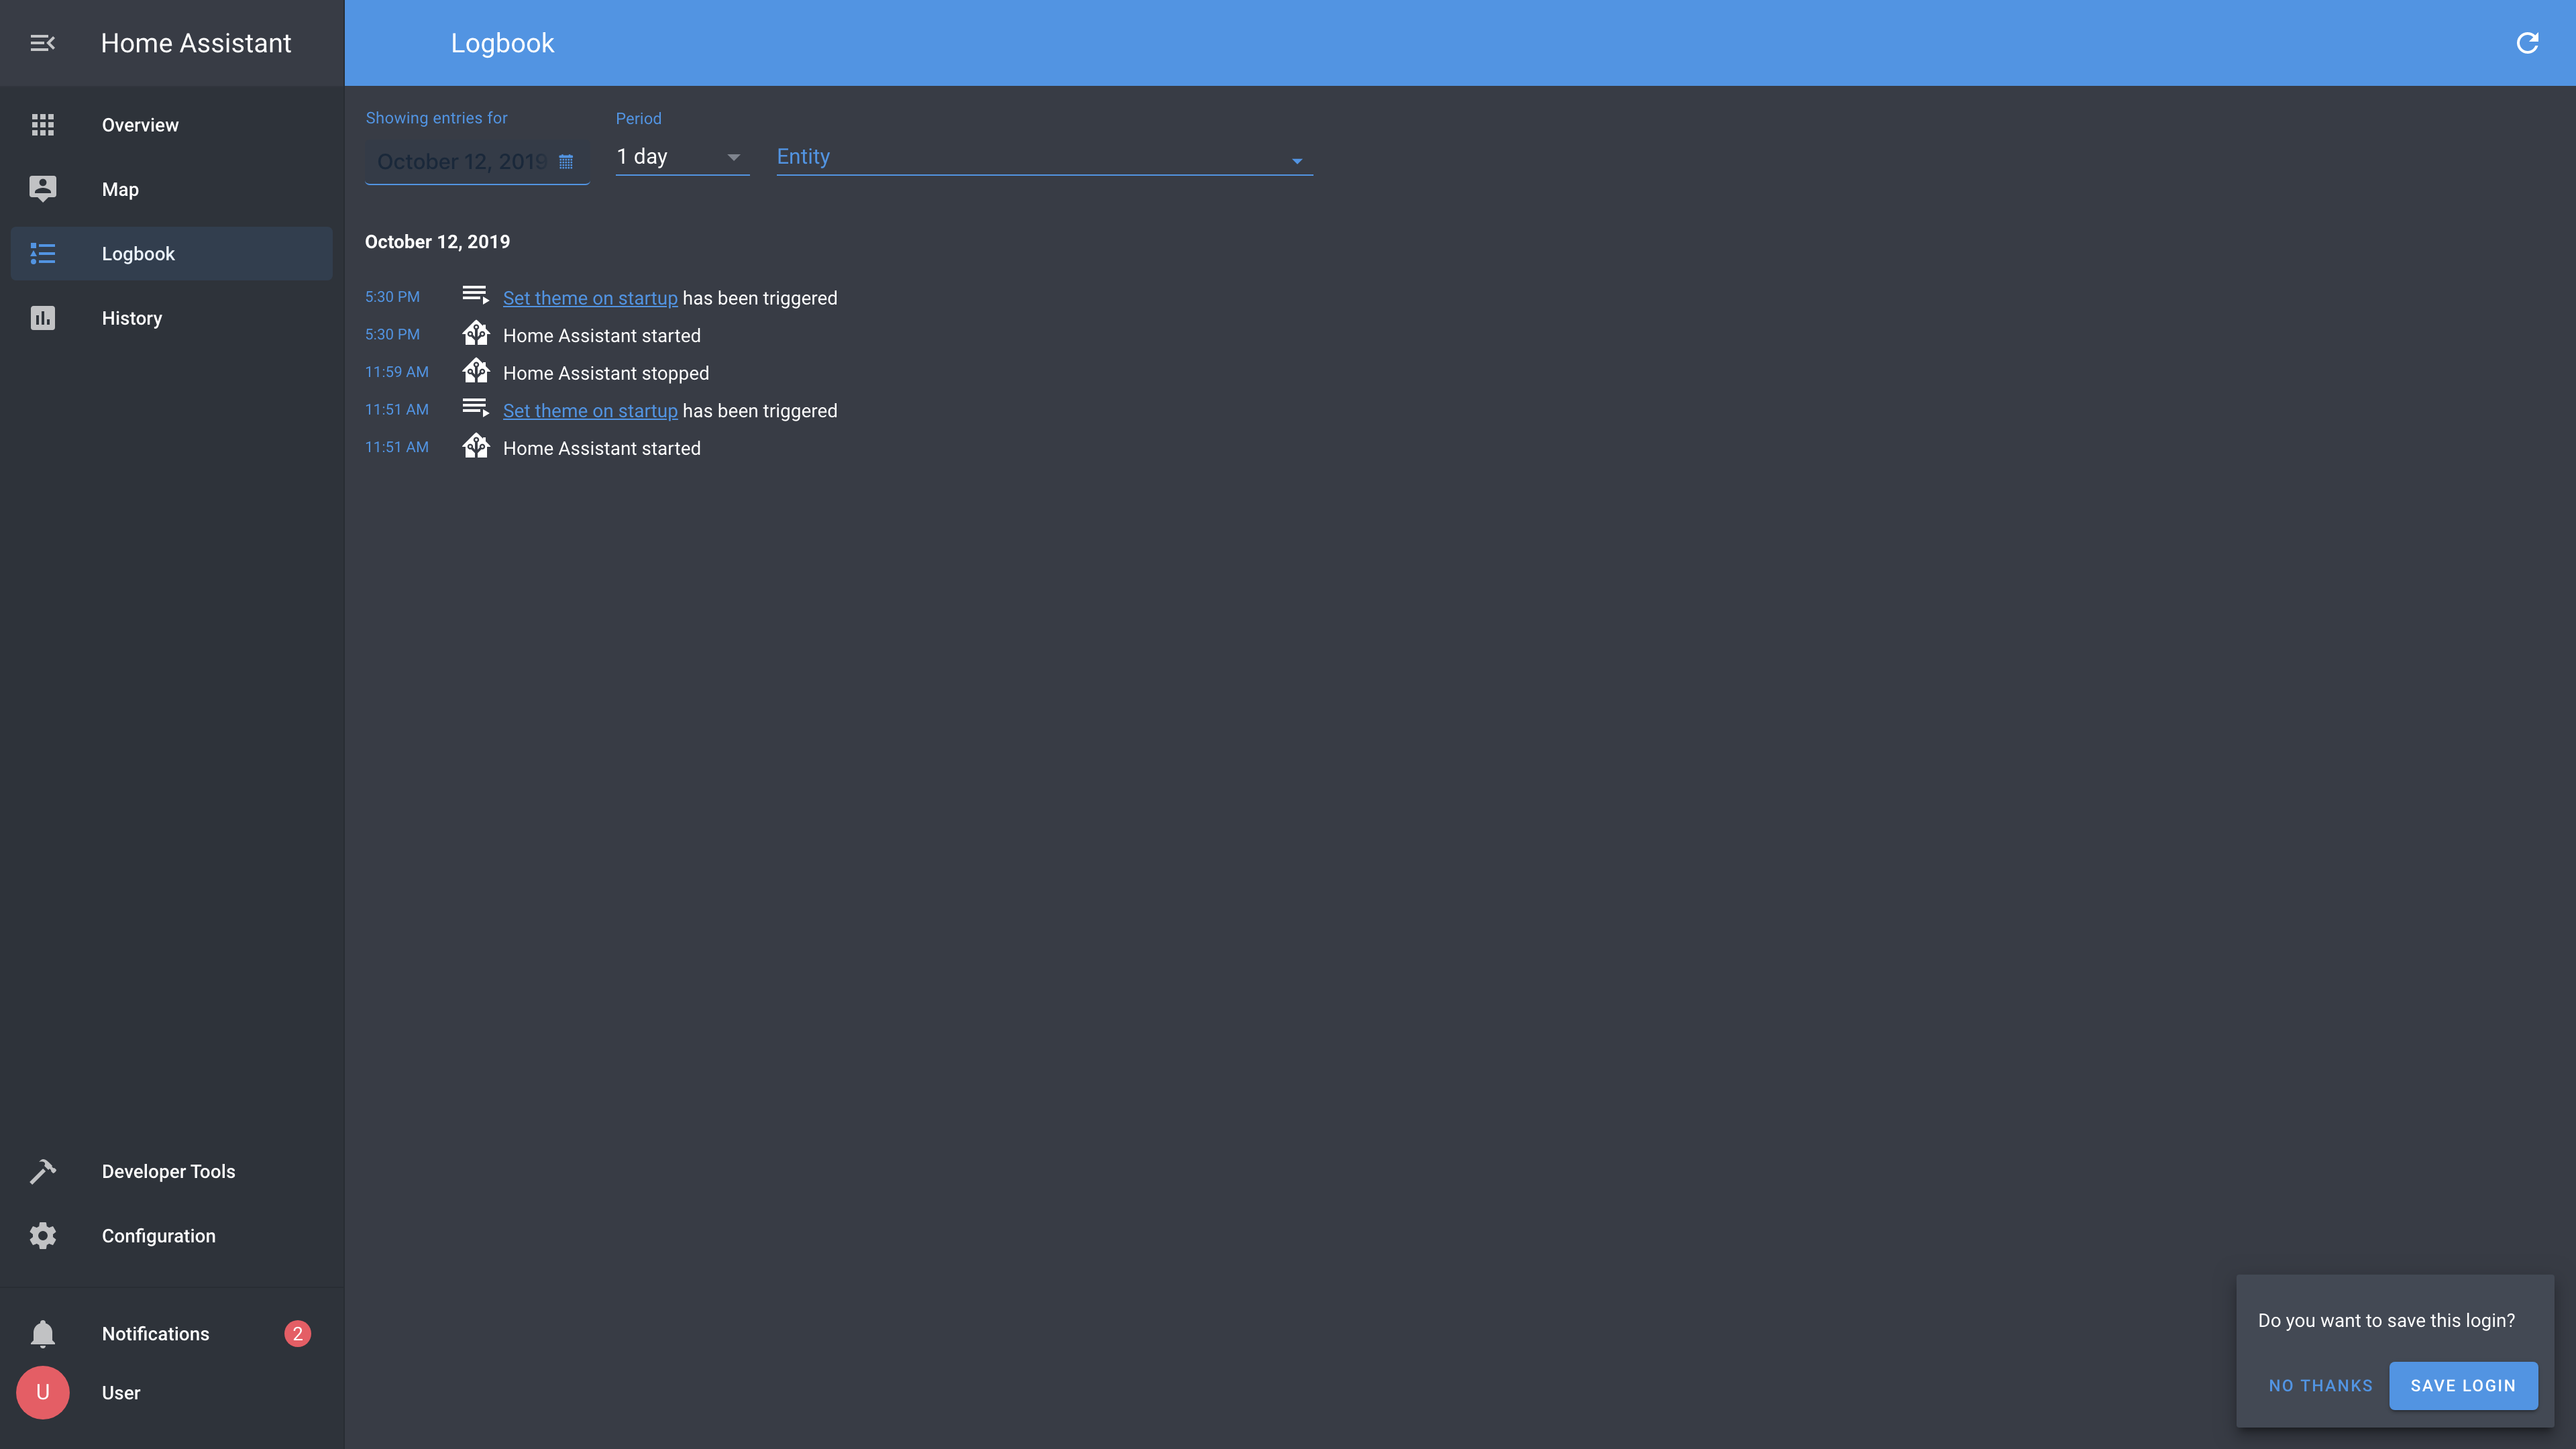 Home Assistant
Logbook
Overview
Map
Logbook
History
Developer Tools
Configuration
Notifications 2
U User
Showing entries for
October 12, 2019
Period
1 day
Entity
October 12, 2019
5:30 PM Set theme on startup has been triggered
5:30 PM Home Assistant started
11:59 AM Home Assistant stopped
11:51 AM Set theme on startup has been triggered
11:51 AM Home Assistant started
Do you want to save this login?
NO THANKS SAVE LOGIN